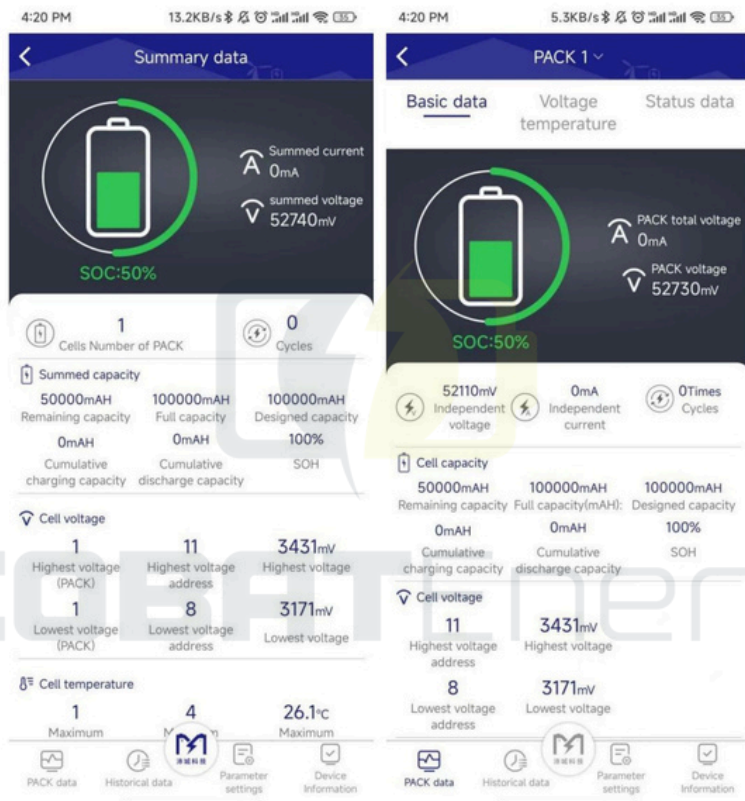 4:20 PM
13.2KB/s
35
Summary data
Summed current
A 0mA
summed voltage
V 52740mV
SOC:50%
1
Cells Number of PACK
0
Cycles
Summed capacity
50000mAH 100000mAH 100000mAH
Remaining capacity Full capacity Designed capacity
0mAH 0mAH 100%
Cumulative charging capacity
Cumulative discharge capacity
SOH
Cell voltage
1 11 3431mV
Highest voltage (PACK)
Highest voltage address
Highest voltage
1 8 3171mV
Lowest voltage (PACK)
Lowest voltage address
Lowest voltage
Cell temperature
1 4 26.1°C
Maximum Maximum
PACK data
Historical data
Parameter settings
Device Information
4:20 PM
5.3KB/s
35
PACK 1
Basic data
Voltage temperature
Status data
PACK total voltage
A 0mA
PACK voltage
V 52730mV
SOC:50%
52110mV
Independent voltage
0mA
Independent current
0Times
Cycles
Cell capacity
50000mAH 100000mAH 100000mAH
Remaining capacity Full capacity(mAH): Designed capacity
0mAH 0mAH 100%
Cumulative charging capacity
Cumulative discharge capacity
SOH
Cell voltage
11 3431mV
Highest voltage address
Highest voltage
8 3171mV
Lowest voltage address
Lowest voltage
PACK data
Historical data
Parameter settings
Device Information